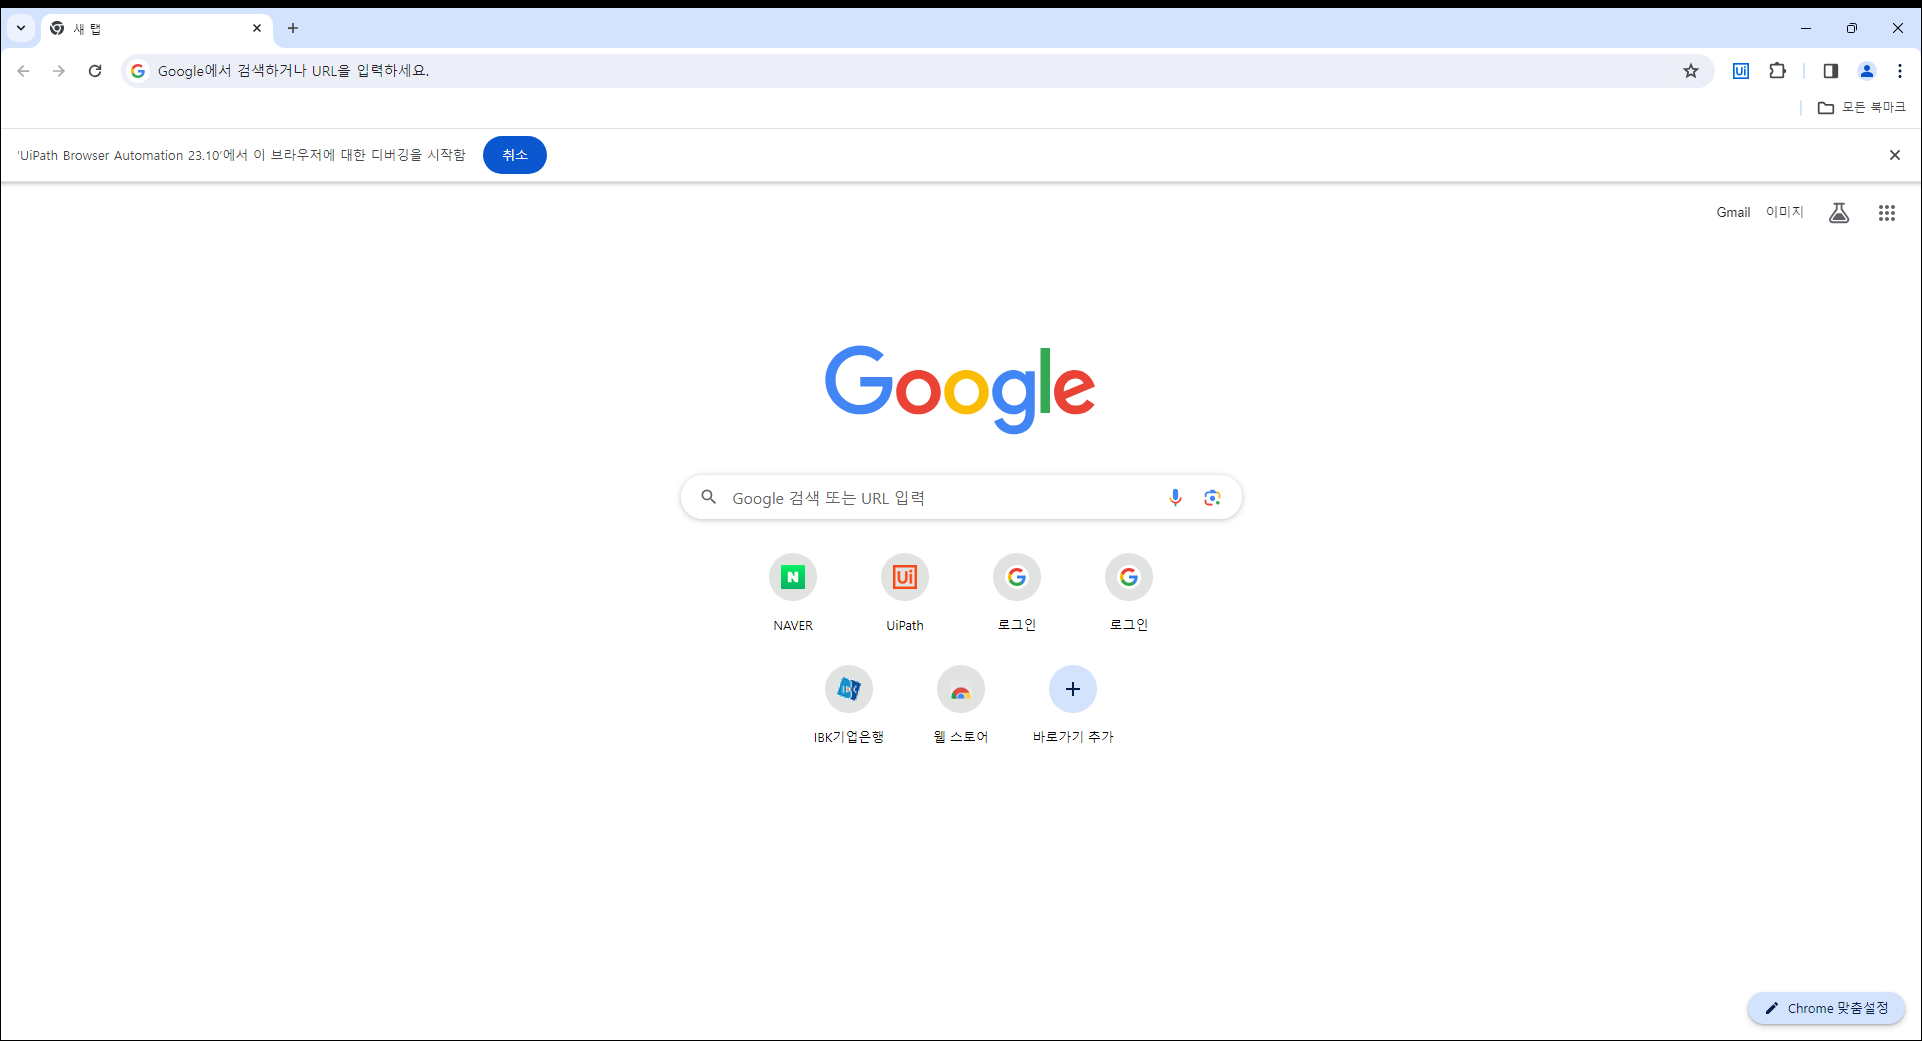 새 탭
Google에서 검색하거나 URL을 입력하세요.
Ui
모든 북마크
'UiPath Browser Automation 23.10'에서 이 브라우저에 대한 디버깅을 시작함
취소
Gmail 이미지
Google
Google 검색 또는 URL 입력
N Ui G G
NAVER UiPath 로그인 로그인
IBK
IBK기업은행 웹 스토어 바로가기 추가
Chrome 맞춤설정